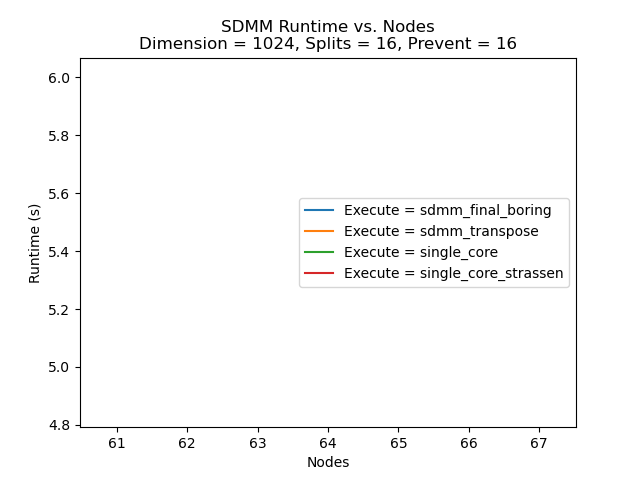 SDMM Runtime vs. Nodes
Dimension = 1024, Splits = 16, Prevent = 16
6.0
5.8
5.6
5.4
5.2
5.0
4.8
Runtime (s)
Execute = sdmm_final_boring
Execute = sdmm_transpose
Execute = single_core
Execute = single_core_strassen
61 62 63 64 65 66 67
Nodes